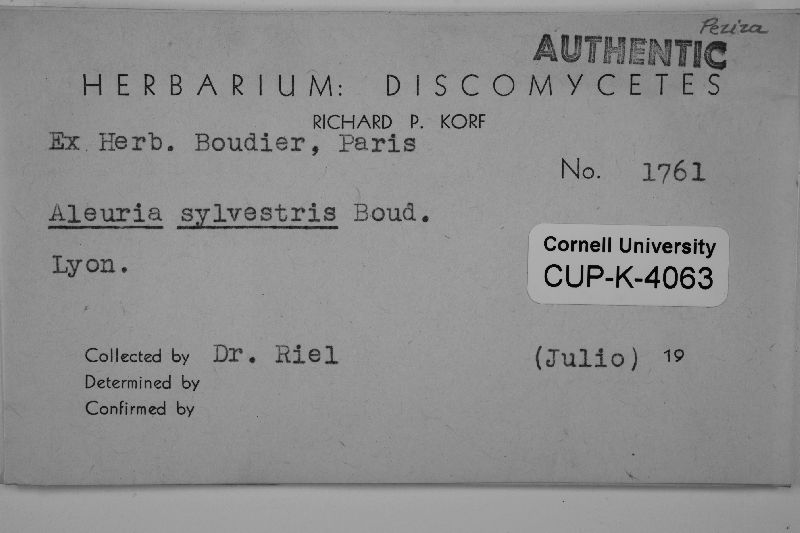 Peziza
AUTHENTIC
HERBARIUM: DISCOMYCETES
RICHARD P. KORF
Ex Herb. Boudier, Paris
No. 1761
Aleuria sylvestris Boud.
Lyon.
Cornell University
CUP-K-4063
Collected by Dr. Riel (Julio) 19
Determined by
Confirmed by